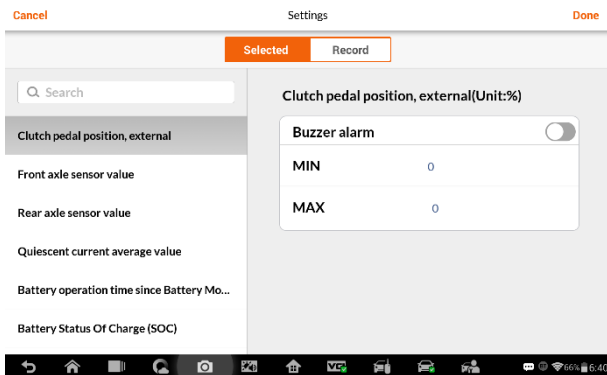 Cancel
Settings
Done
Selected
Record
Search
Clutch pedal position, external
Front axle sensor value
Rear axle sensor value
Quiescent current average value
Battery operation time since Battery Mo...
Battery Status Of Charge (SOC)
Clutch pedal position, external(Unit:%)
Buzzer alarm
MIN 0
MAX 0
66% 6:40